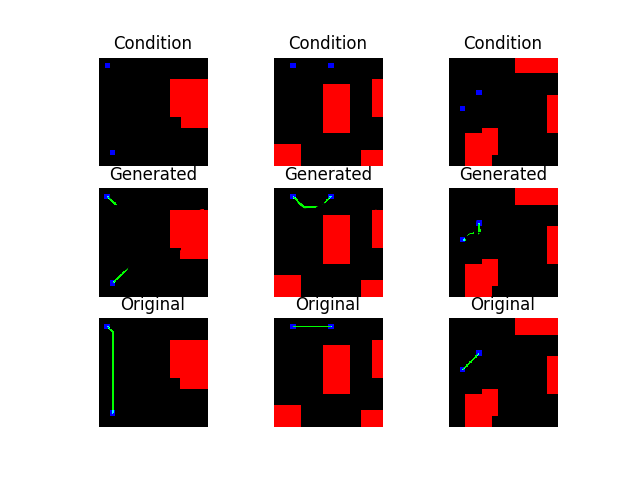 Condition
Condition
Condition
Generated
Generated
Generated
Original
Original
Original